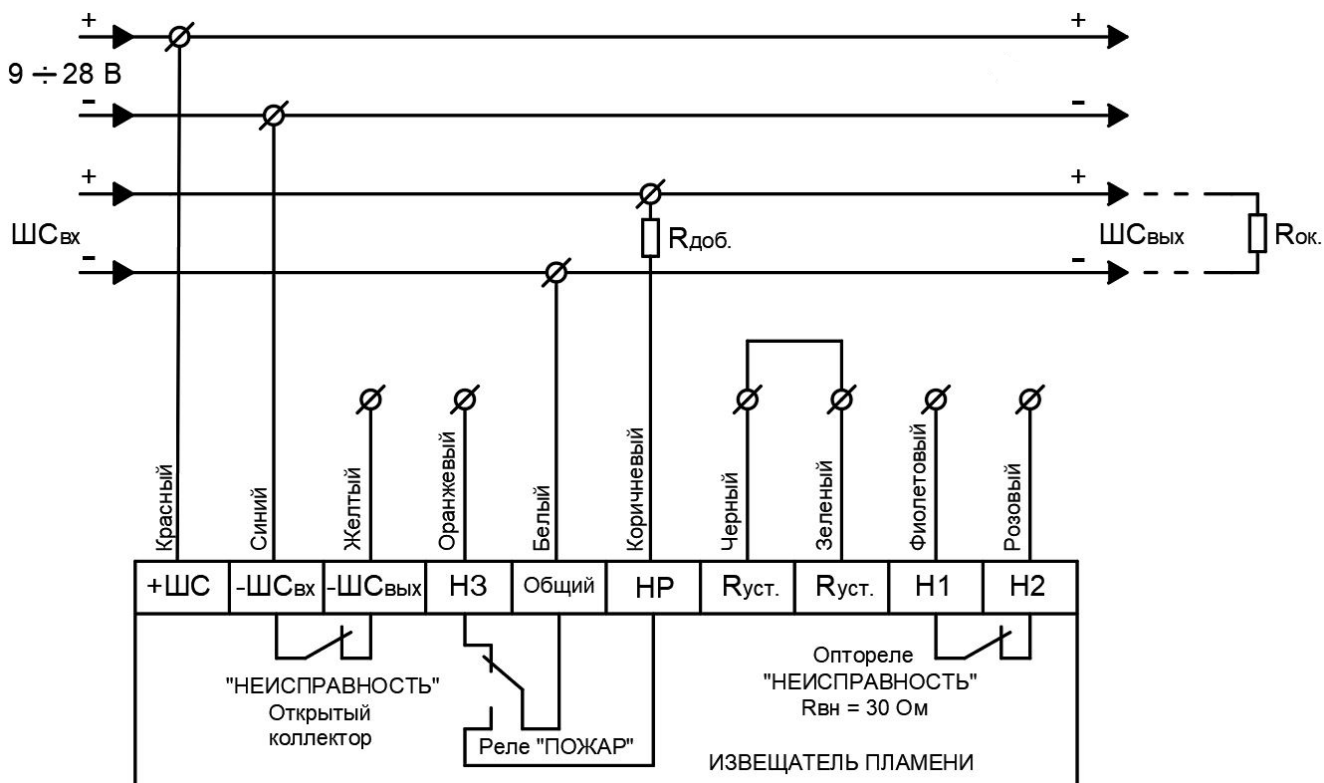 + +
9 ÷ 28 В
- -
+ +
ШСвх Rдоб. ШСвых Rок.
- -
Красный
Синий
Желтый
Оранжевый
Белый
Коричневый
Черный
Зеленый
Фиолетовый
Розовый
+ШС -ШСвх -ШСвых НЗ Общий НР Rуст. Rуст. Н1 Н2
"НЕИСПРАВНОСТЬ"
Открытый
коллектор
Реле "ПОЖАР"
Оптореле
"НЕИСПРАВНОСТЬ"
Rвн = 30 Ом
ИЗВЕЩАТЕЛЬ ПЛАМЕНИ